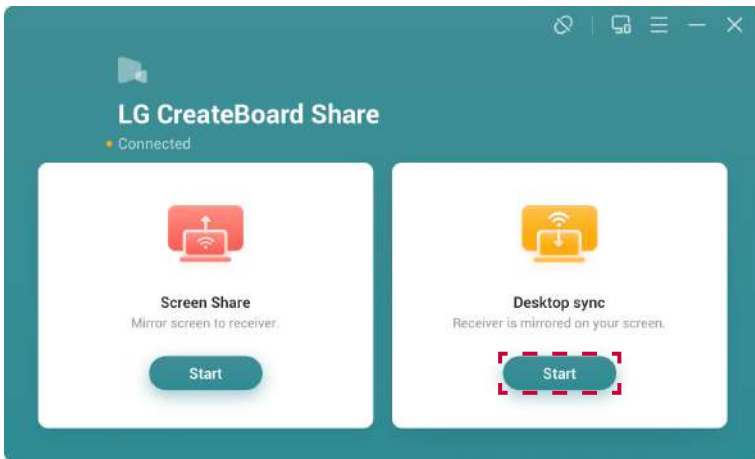 LG CreateBoard Share
Connected
Screen Share
Mirror screen to receiver.
Start
Desktop sync
Receiver is mirrored on your screen.
Start